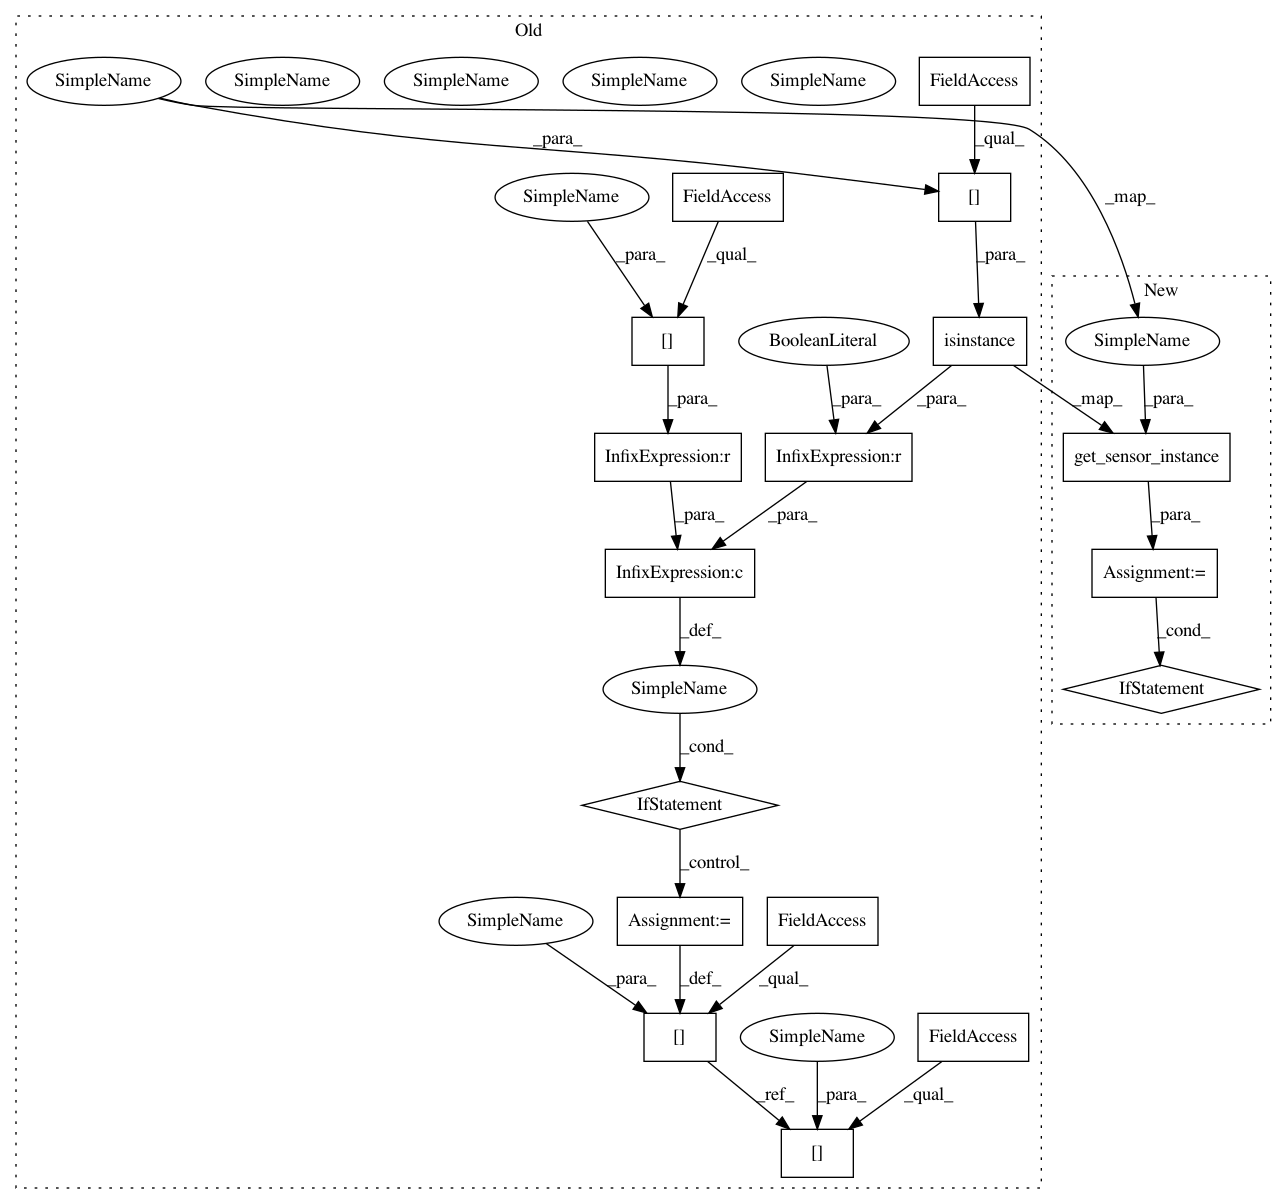 Old
SimpleName
SimpleName
SimpleName
SimpleName
SimpleName
FieldAccess
_para_
_qual_
SimpleName
FieldAccess
[]
_map_
_para_
_qual_
_para_
New
[]
BooleanLiteral
isinstance
SimpleName
_para_
_para_
_para_
_map_
_para_
InfixExpression:r
InfixExpression:r
get_sensor_instance
_para_
_para_
_para_
InfixExpression:c
Assignment:=
_def_
_cond_
SimpleName
IfStatement
_cond_
IfStatement
_control_
SimpleName
Assignment:=
FieldAccess
_para_
_def_
_qual_
[]
SimpleName
FieldAccess
_ref_
_para_
_qual_
[]